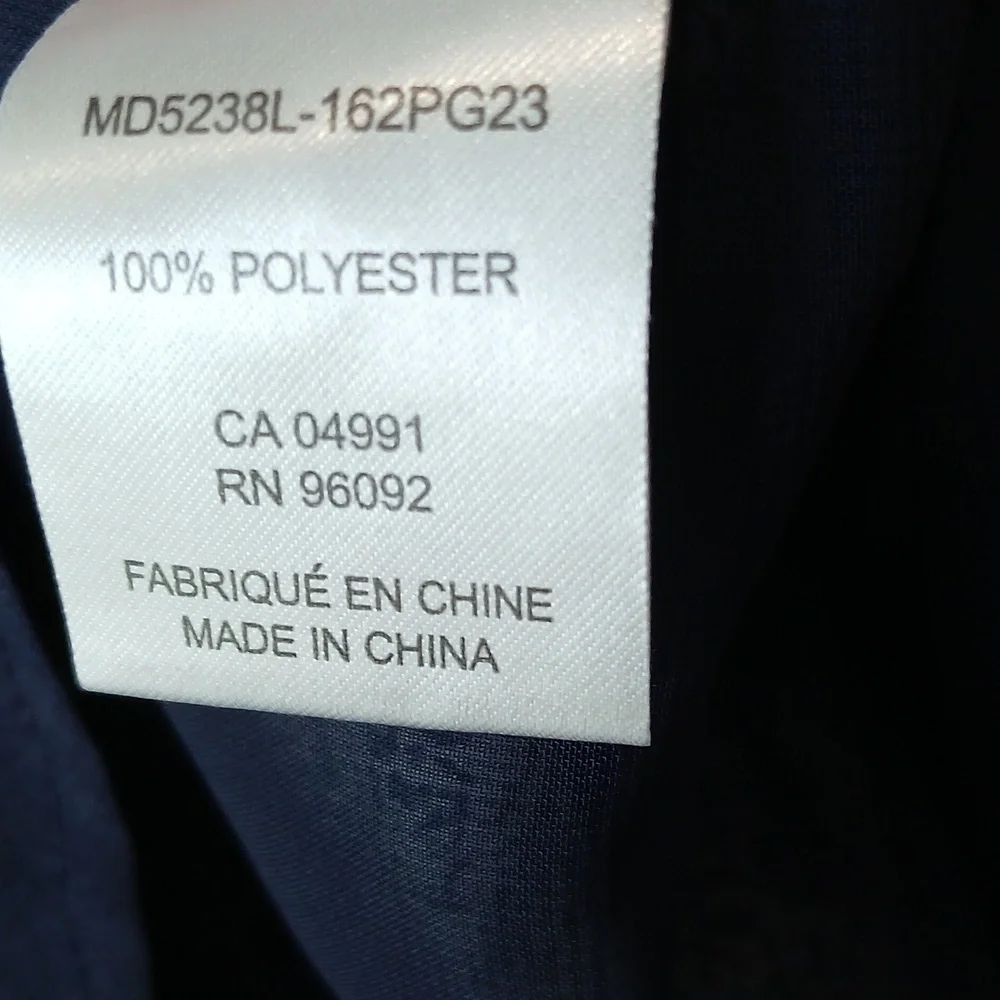 MD5238L-162PG23
100% POLYESTER
CA 04991
RN 96092
FABRIQUÉ EN CHINE
MADE IN CHINA